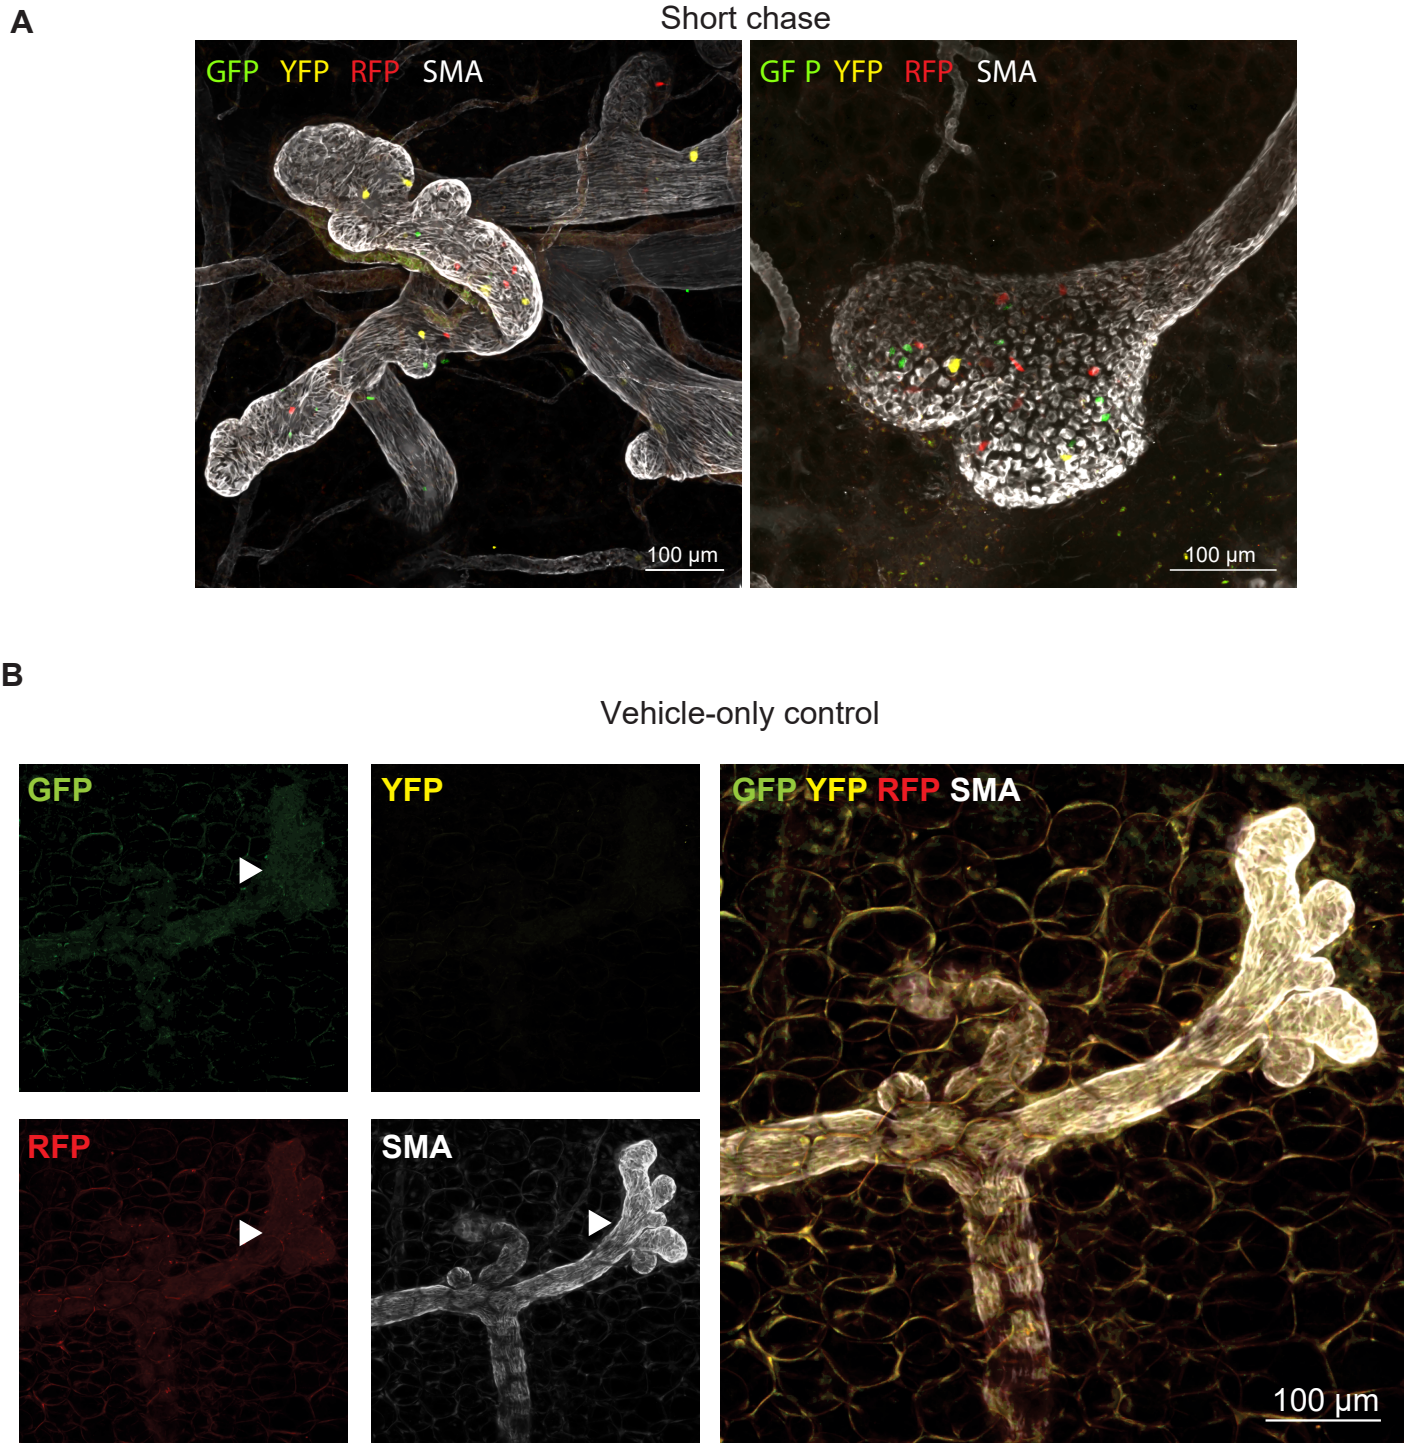 A
Short chase
GFP YFP RFP SMA
GF P YFP RFP SMA
100 µm
100 µm
B
Vehicle-only control
GFP
YFP
GFP YFP RFP SMA
RFP
SMA
100 µm